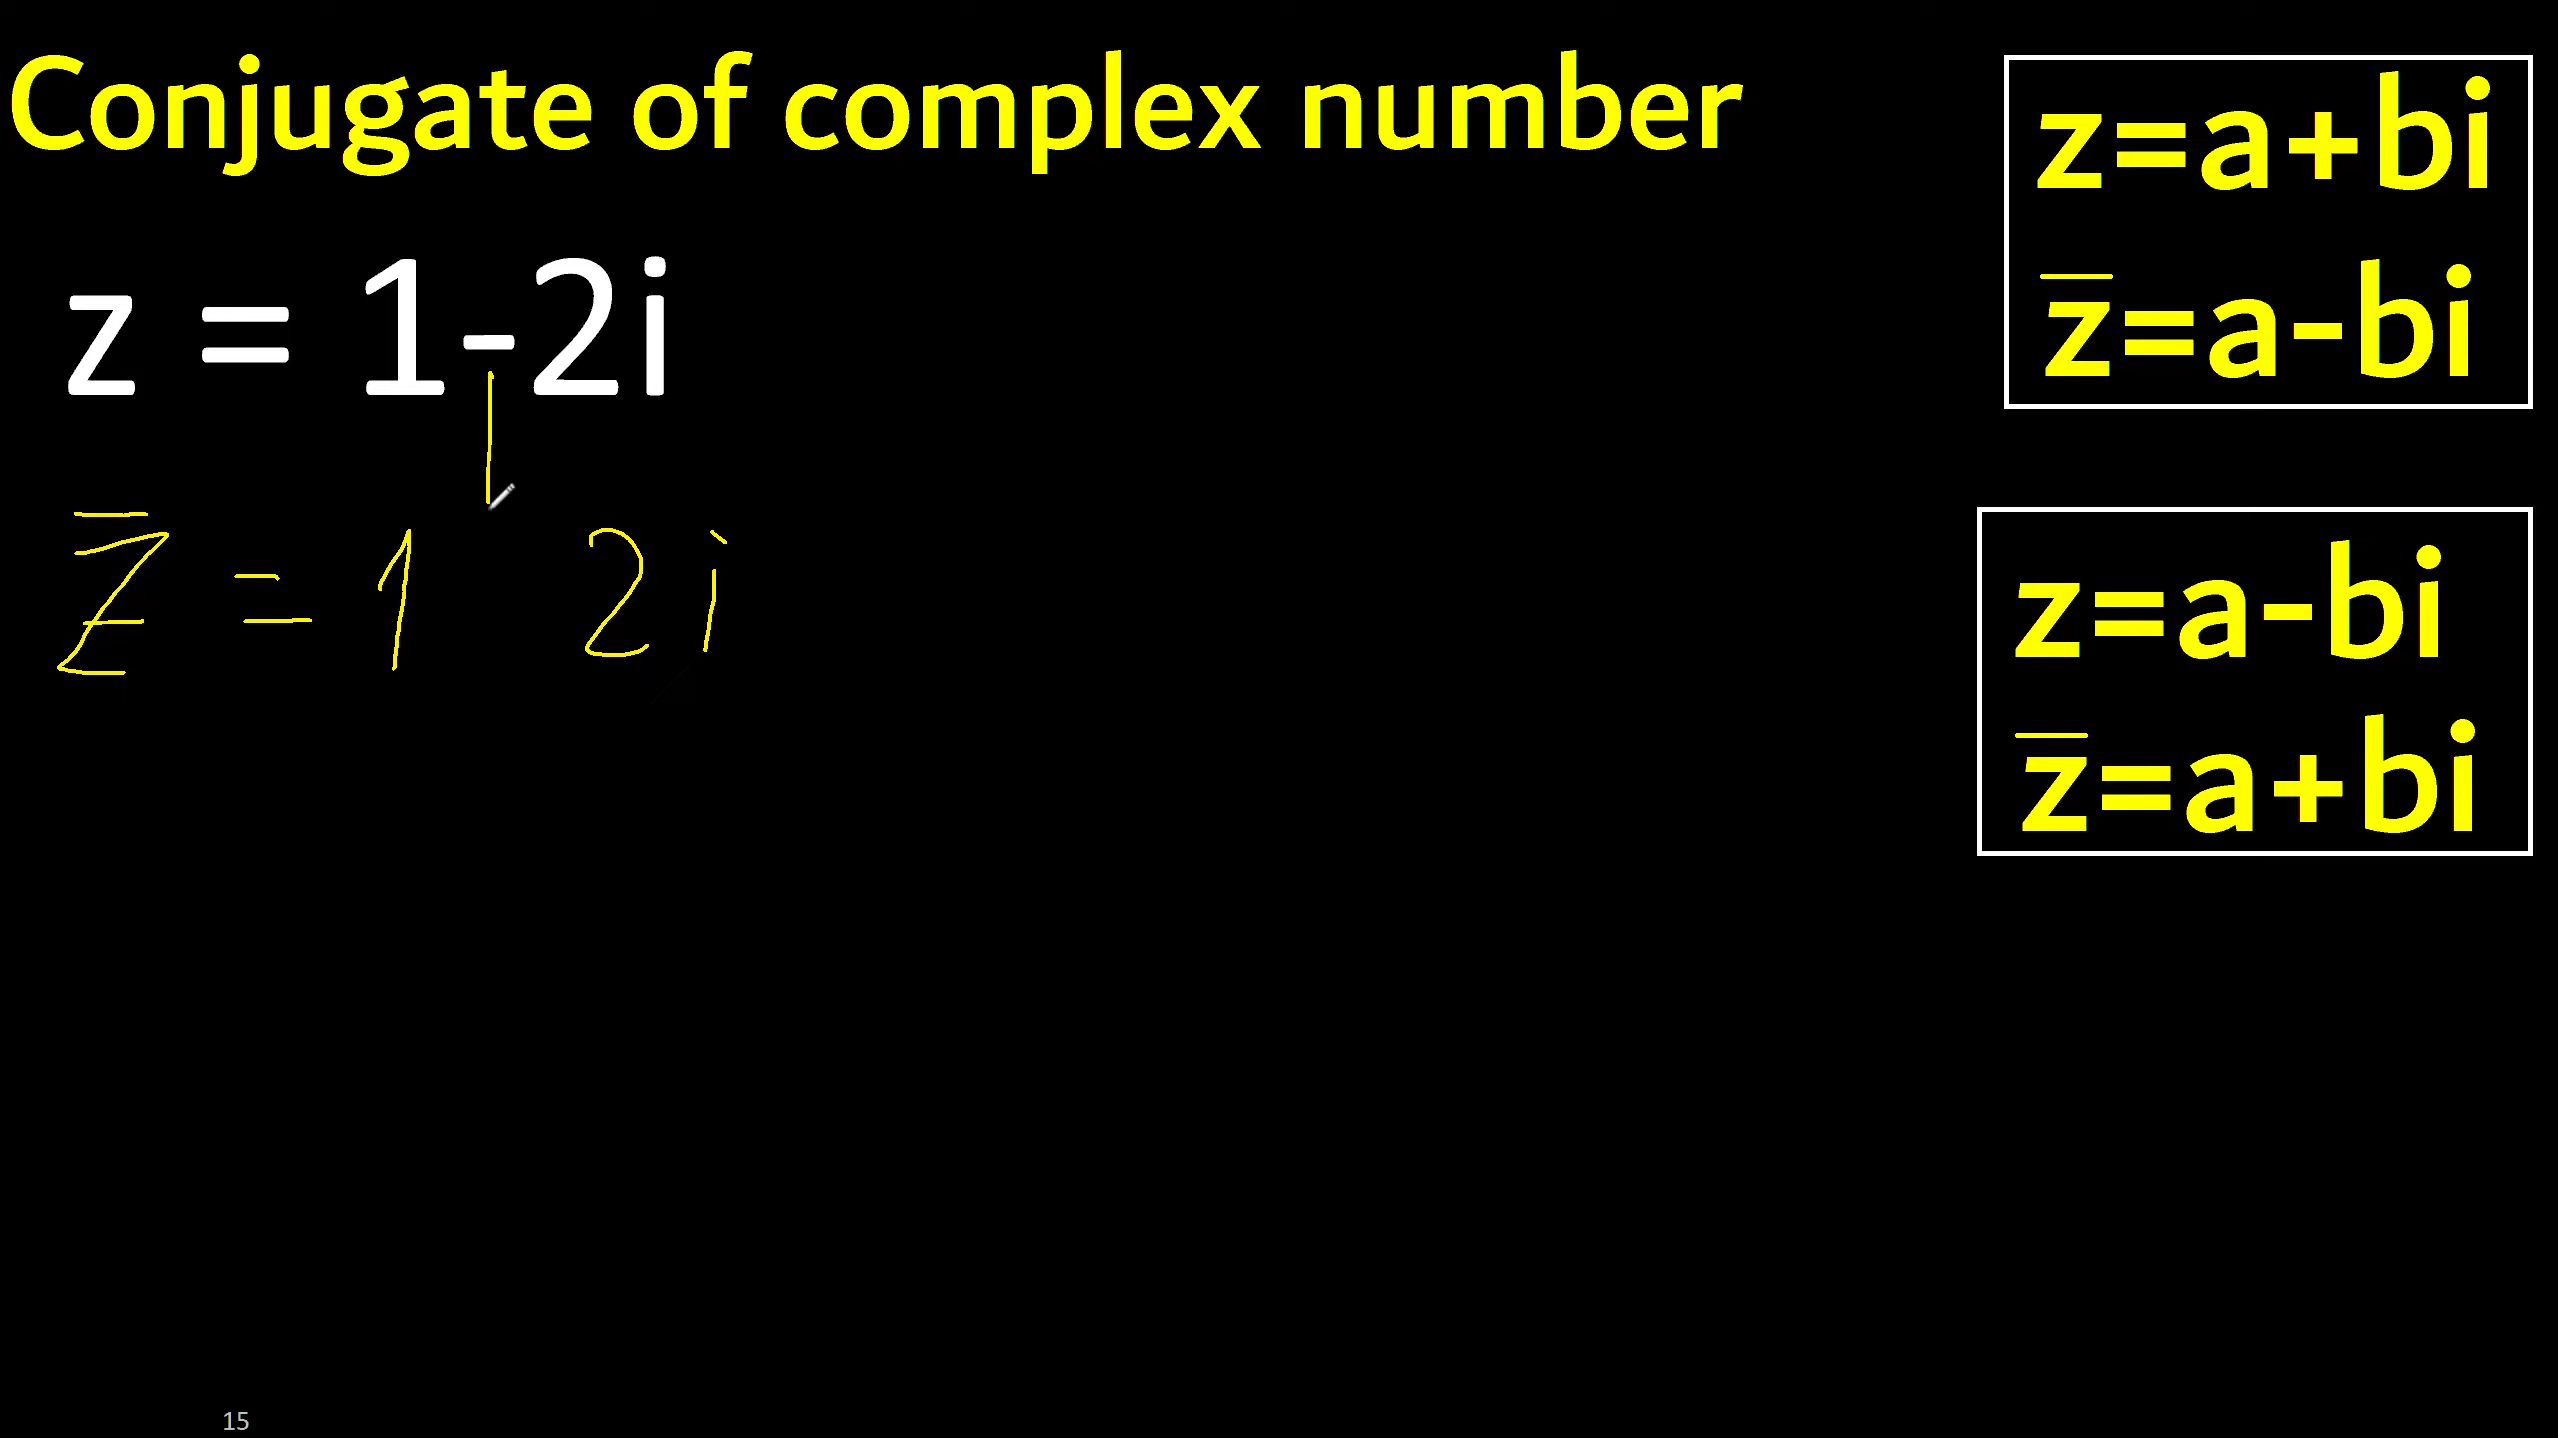 Conjugate of complex number
z = 1-2i
z̅ = 1 2i
z=a+bi
z̅=a-bi
z=a-bi
z̅=a+bi
15